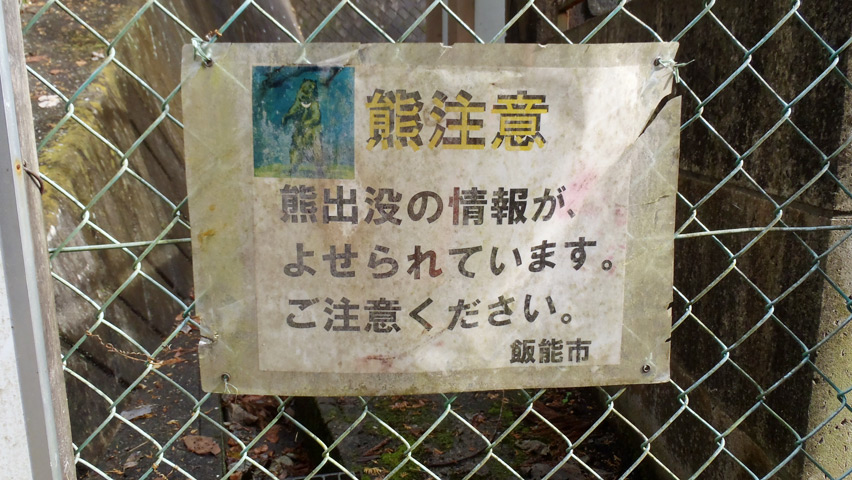 熊注意
熊出没の情報が、
よせられています。
ご注意ください。
飯能市